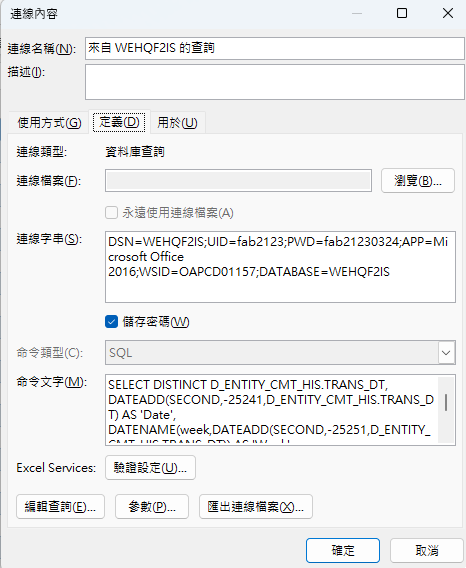 連線內容
連線名稱(N): 來自 WEHQF2IS 的查詢
描述(I):
使用方式(G) 定義(D) 用於(U)
連線類型: 資料庫查詢
連線檔案(F): 瀏覽(B)...
永遠使用連線檔案(A)
連線字串(S):
DSN=WEHQF2IS;UID=fab2123;PWD=fab21230324;APP=Mi
crosoft Office
2016;WSID=OAPCD01157;DATABASE=WEHQF2IS
儲存密碼(W)
命令類型(C): SQL
命令文字(M):
SELECT DISTINCT D_ENTITY_CMT_HIS.TRANS_DT,
DATEADD(SECOND,-25241,D_ENTITY_CMT_HIS.TRANS_D
T) AS 'Date',
DATENAME(week,DATEADD(SECOND,-25251,D_ENTITY_
Excel Services: 驗證設定(U)...
編輯查詢(E)... 參數(P)... 匯出連線檔案(X)...
確定 取消